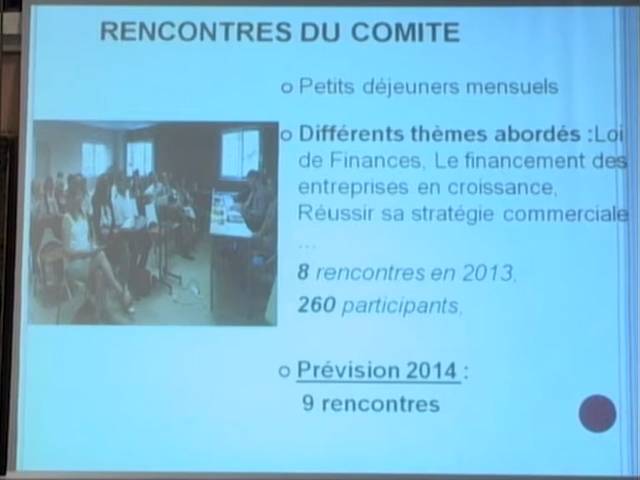 RENCONTRES DU COMITE
o Petits déjeuners mensuels
o Différents thèmes abordés :Loi
de Finances, Le financement des
entreprises en croissance,
Réussir sa stratégie commerciale
...
8 rencontres en 2013,
260 participants,
o Prévision 2014 :
9 rencontres